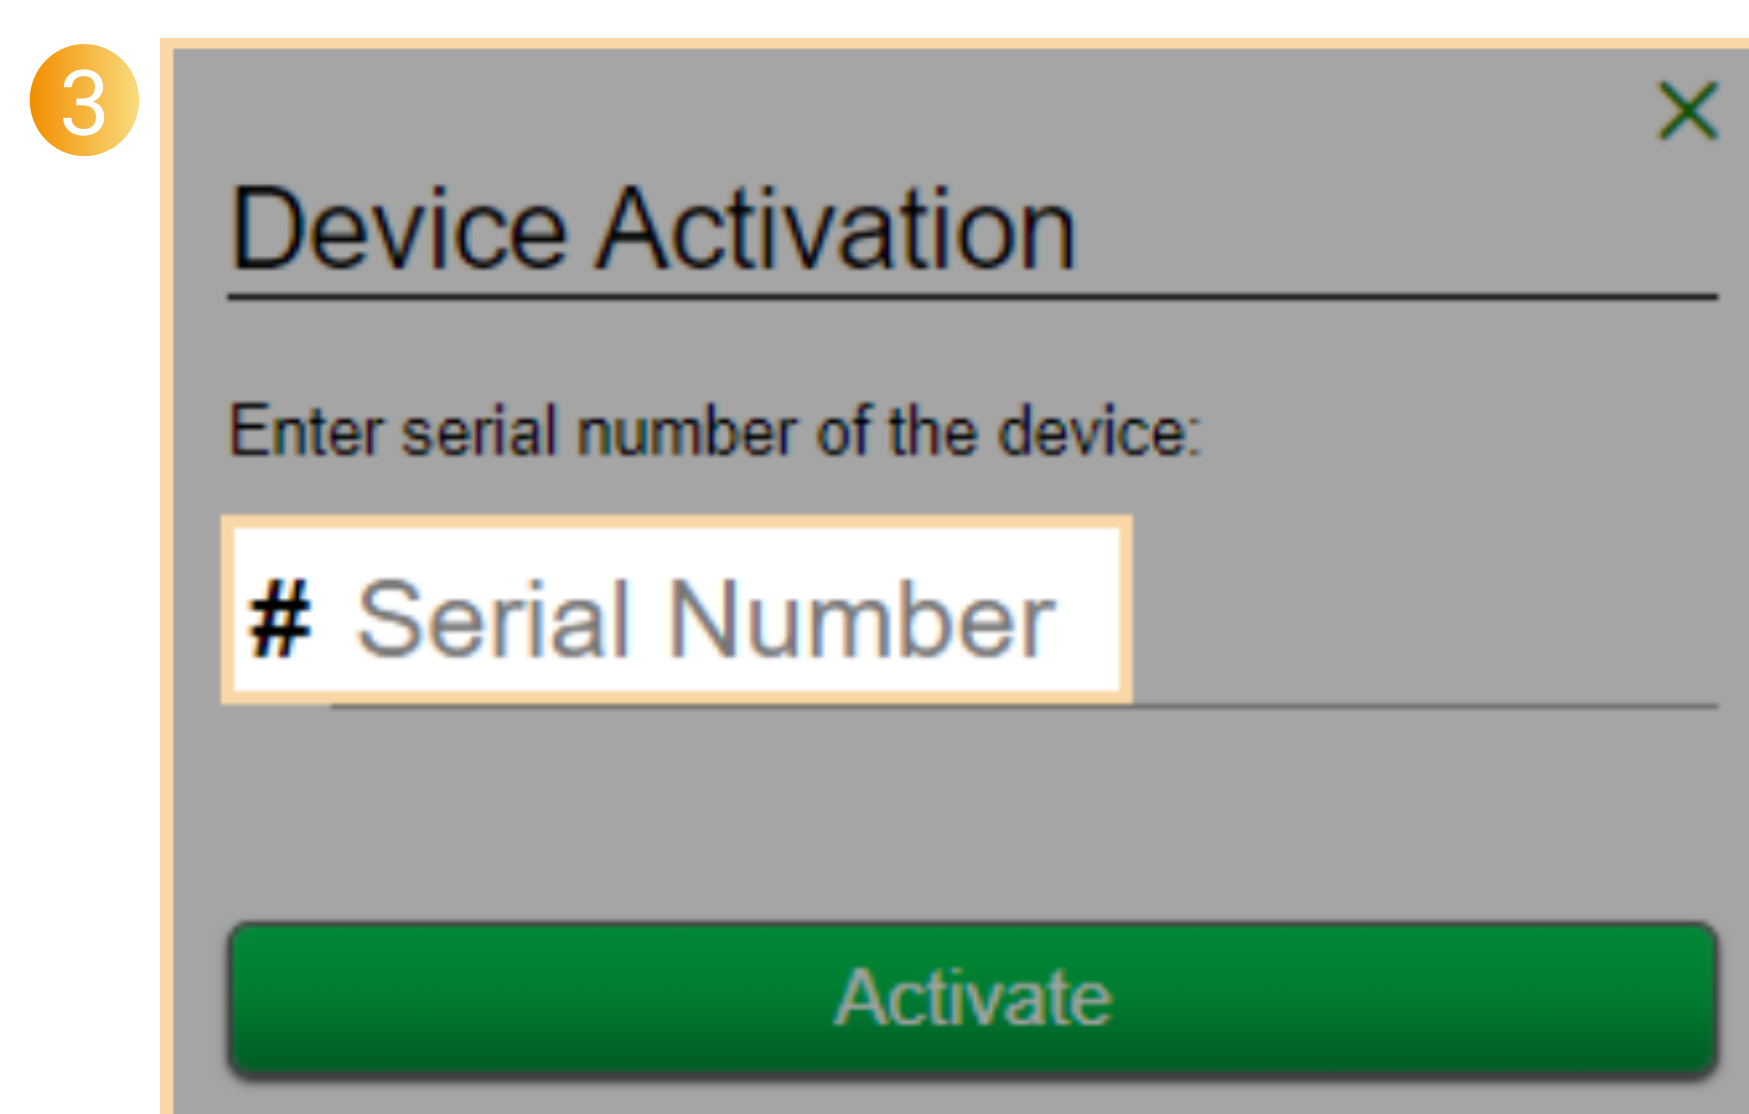 3
Device Activation
Enter serial number of the device:
# Serial Number
Activate